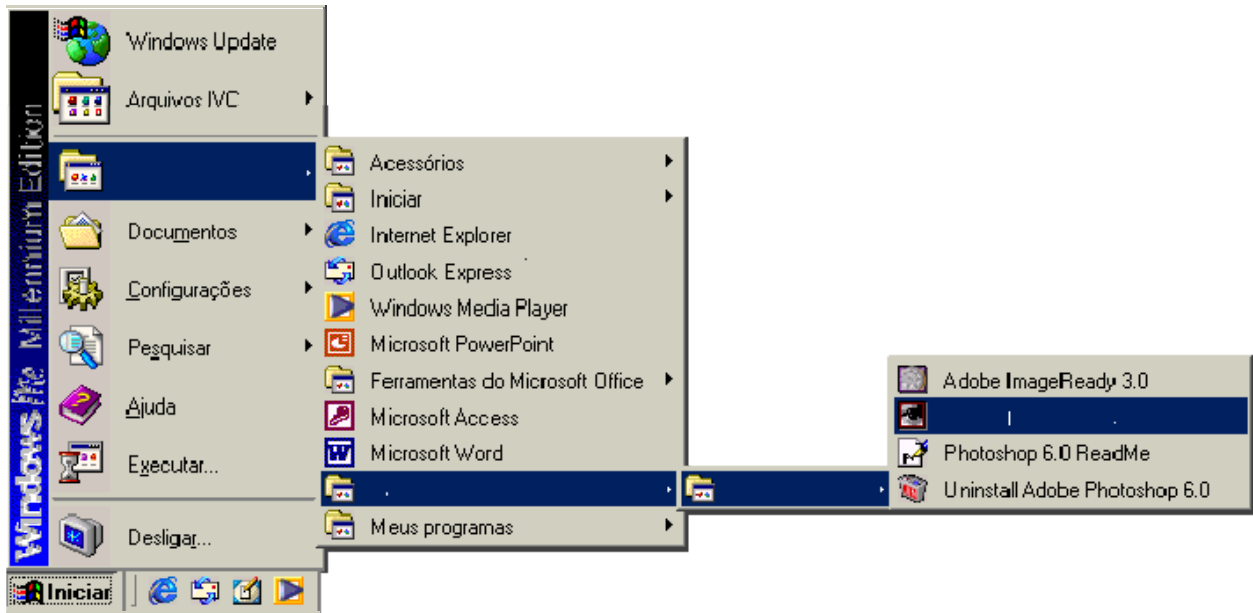 Windows Me Millennium Edition
Windows Update
Arquivos IVC
Documentos
Configurações
Pesquisar
Ajuda
Executar...
Desligar...
Iniciar
Acessórios
Iniciar
Internet Explorer
Outlook Express
Windows Media Player
Microsoft PowerPoint
Ferramentas do Microsoft Office
Microsoft Access
Microsoft Word
Meus programas
Adobe ImageReady 3.0
Photoshop 6.0 ReadMe
Uninstall Adobe Photoshop 6.0